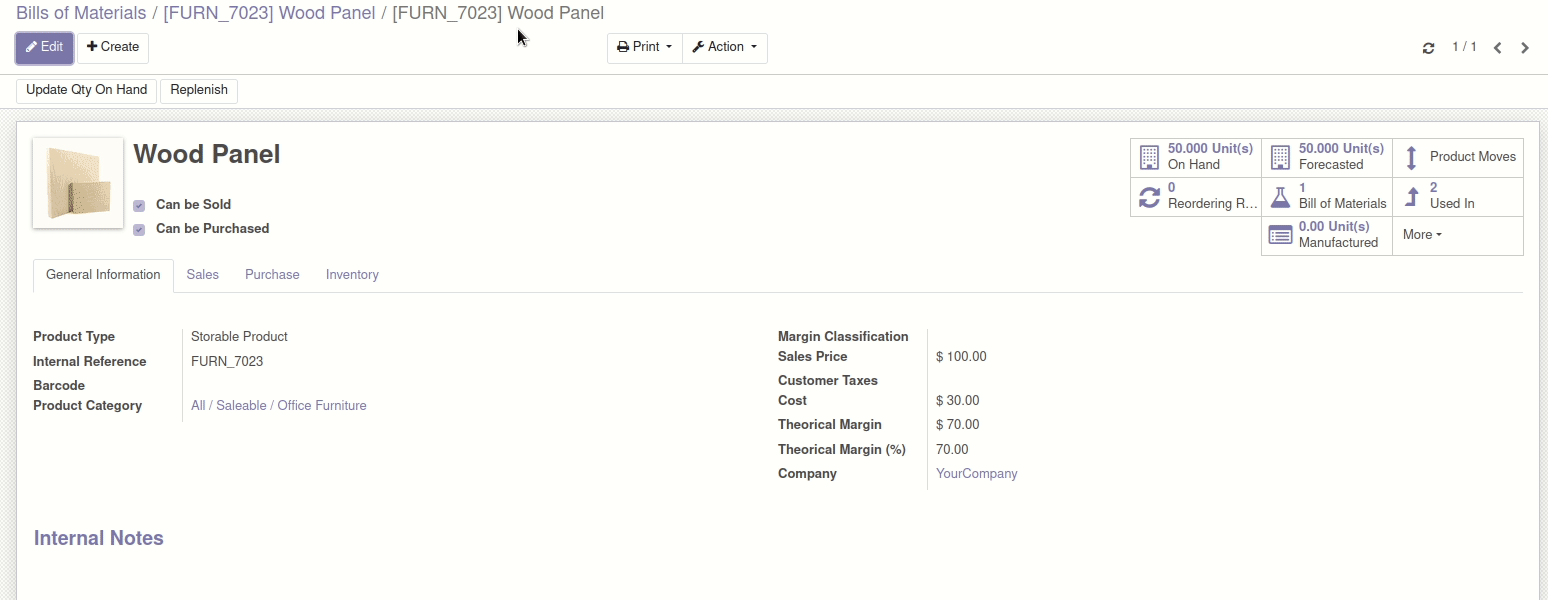 Bills of Materials / [FURN_7023] Wood Panel / [FURN_7023] Wood Panel
Edit Create Print Action 1 / 1
Update Qty On Hand Replenish
Wood Panel
Can be Sold
Can be Purchased
50.000 Unit(s)
On Hand
50.000 Unit(s)
Forecasted
Product Moves
0
Reordering R...
1
Bill of Materials
2
Used In
0.00 Unit(s)
Manufactured
More
General Information Sales Purchase Inventory
Product Type Storable Product
Internal Reference FURN_7023
Barcode
Product Category All / Saleable / Office Furniture
Margin Classification
Sales Price $ 100.00
Customer Taxes
Cost $ 30.00
Theorical Margin $ 70.00
Theorical Margin (%) 70.00
Company YourCompany
Internal Notes